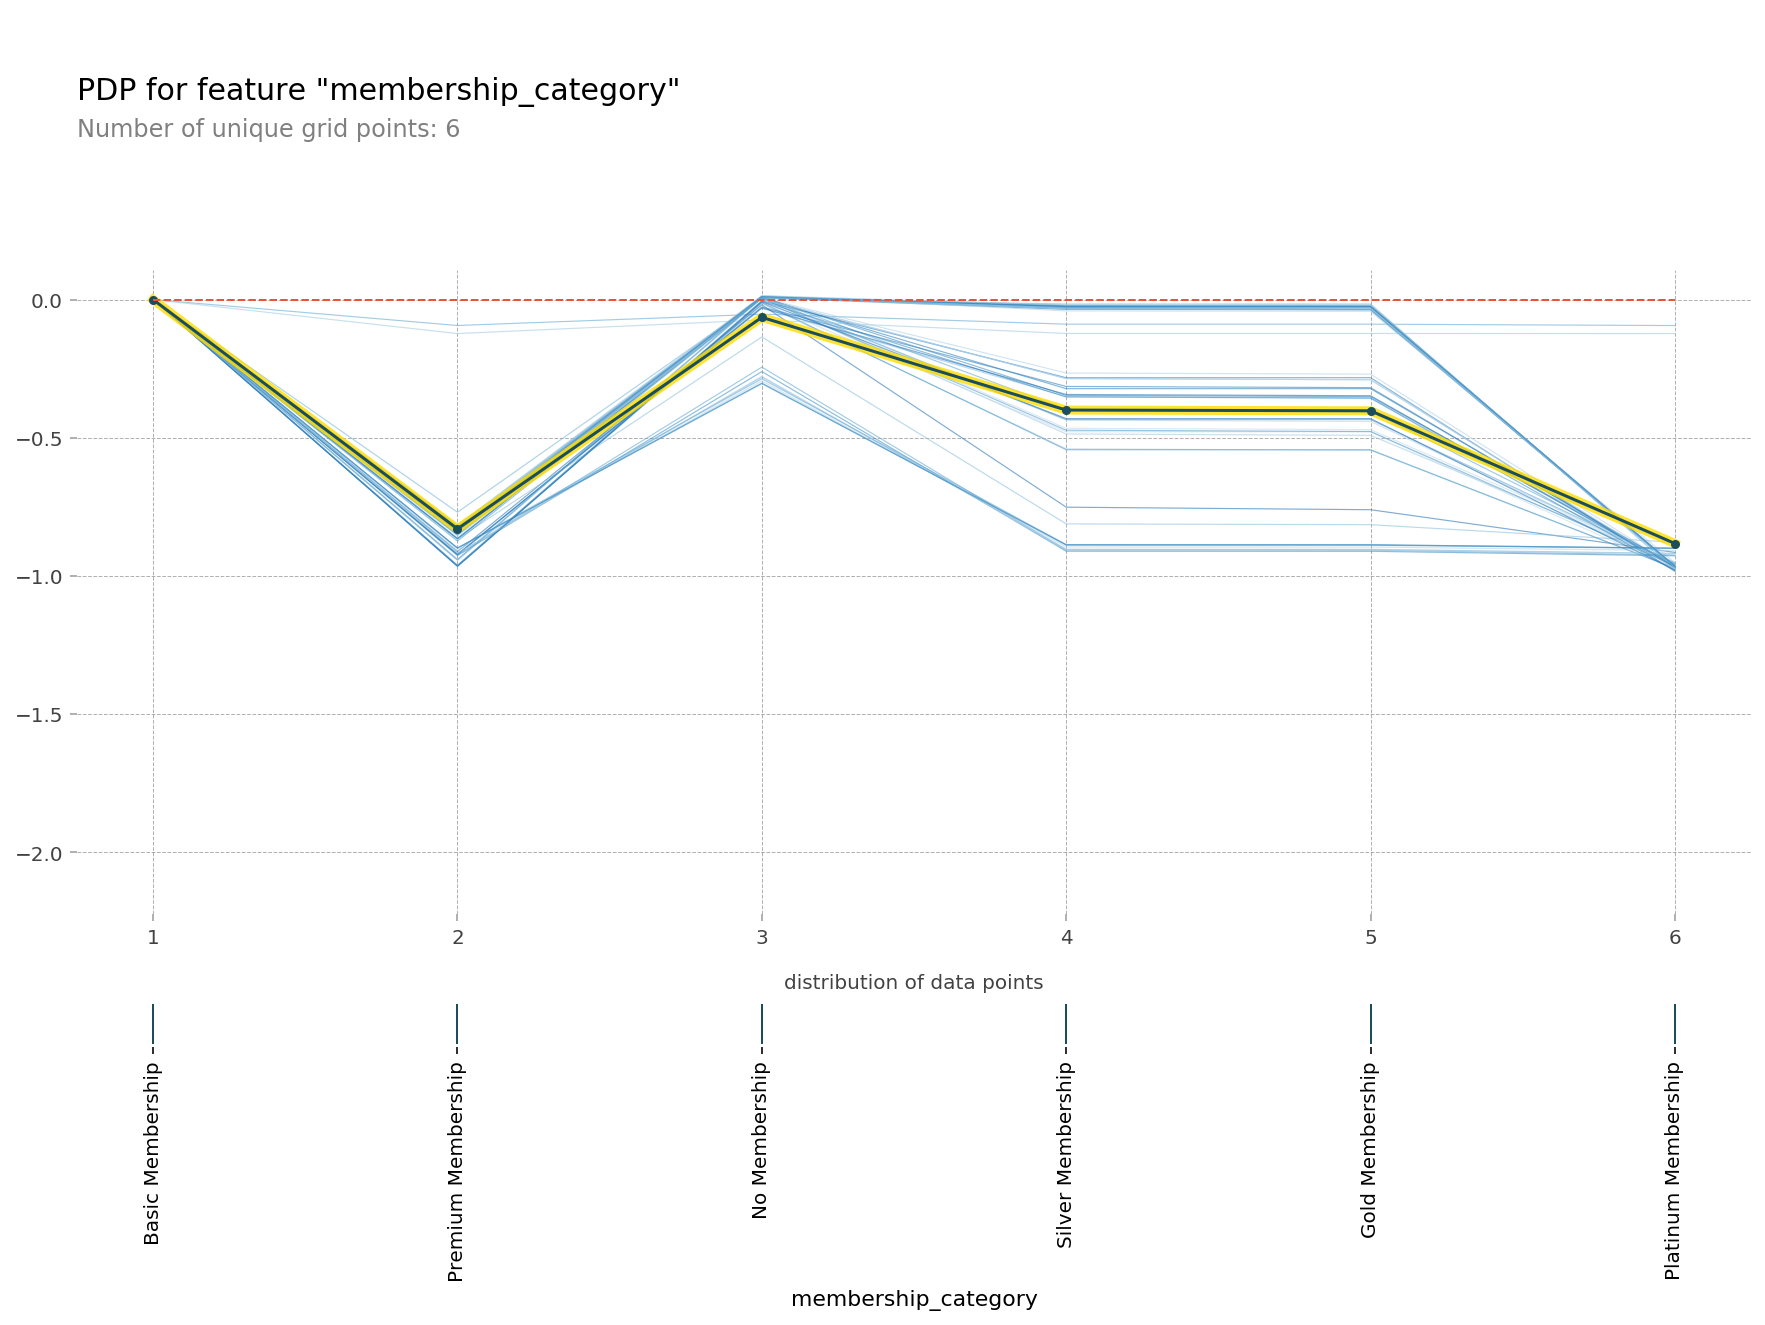 PDP for feature "membership_category"
Number of unique grid points: 6
0.0
−0.5
−1.0
−1.5
−2.0
1 2 3 4 5 6
distribution of data points
Basic Membership
Premium Membership
No Membership
Silver Membership
Gold Membership
Platinum Membership
membership_category